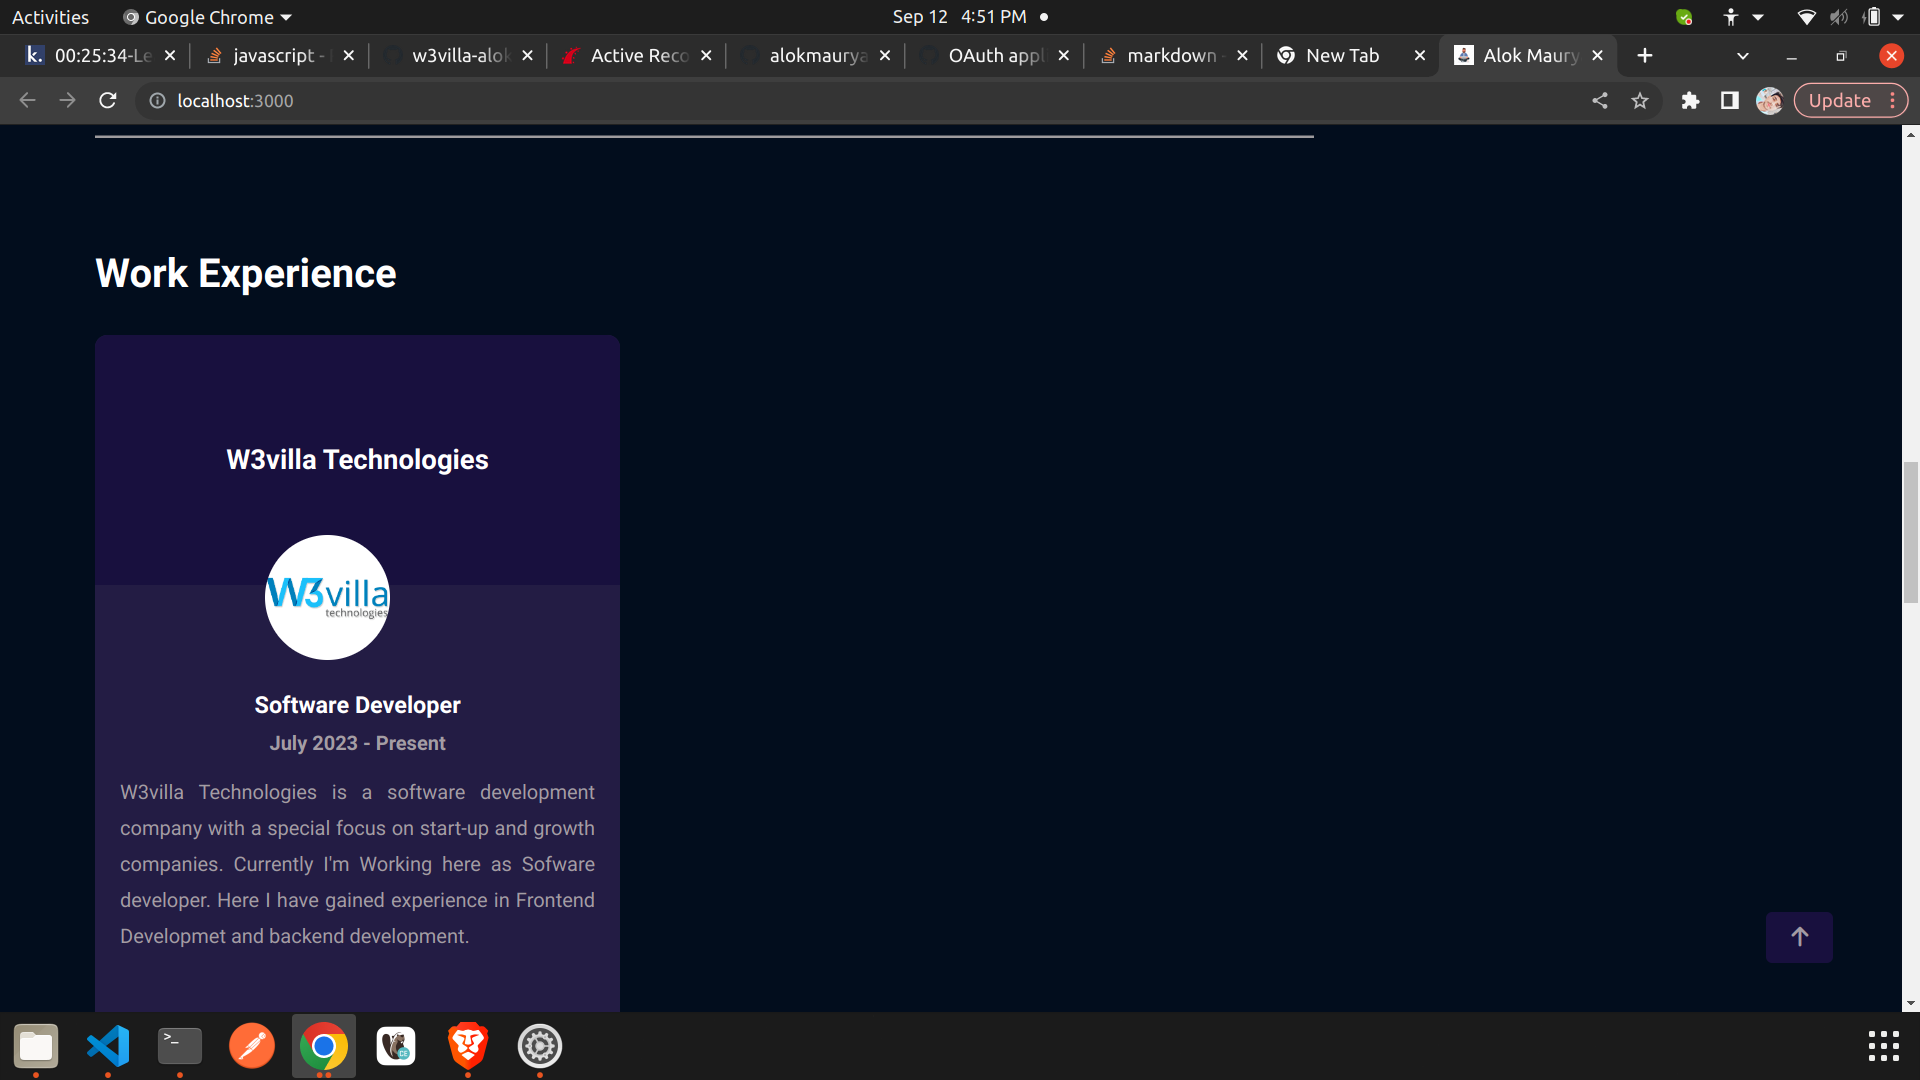 Activities
Google Chrome
Sep 12 4:51 PM
k. 00:25:34-Le
javascript -
w3villa-alok
Active Reco
alokmaurya
OAuth appl
markdown -
New Tab
Alok Maury
localhost:3000
Update
Work Experience
W3villa Technologies
W3villa
technologies
Software Developer
July 2023 - Present
W3villa Technologies is a software development
company with a special focus on start-up and growth
companies. Currently I'm Working here as Sofware
developer. Here I have gained experience in Frontend
Developmet and backend development.
>_
CE